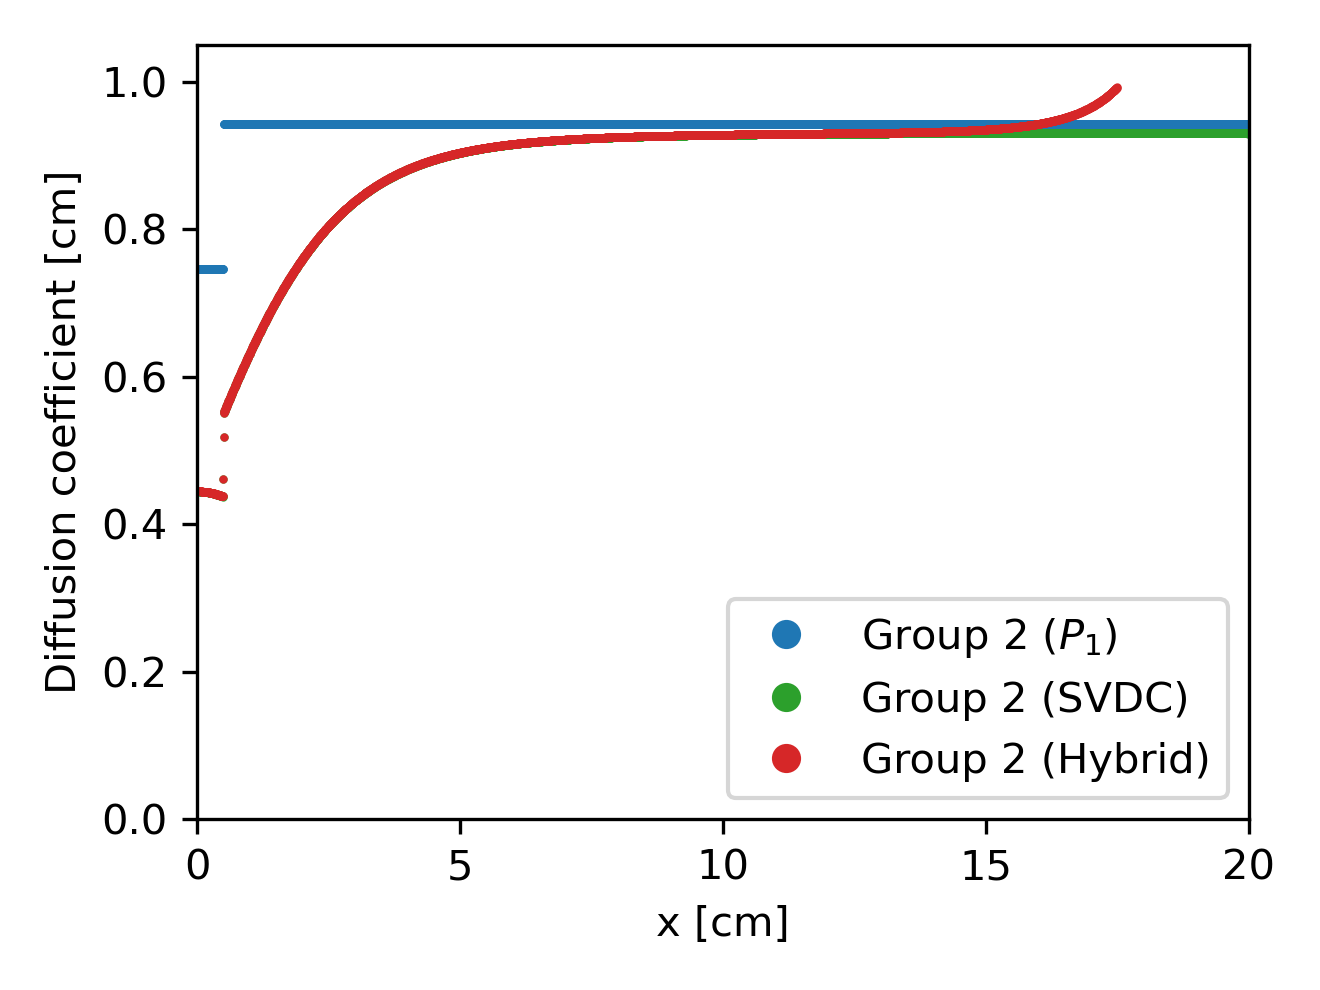 Diffusion coefficient [cm]
1.0
0.8
0.6
0.4
0.2
0.0
0 5 10 15 20
x [cm]
Group 2 (P₁)
Group 2 (SVDC)
Group 2 (Hybrid)